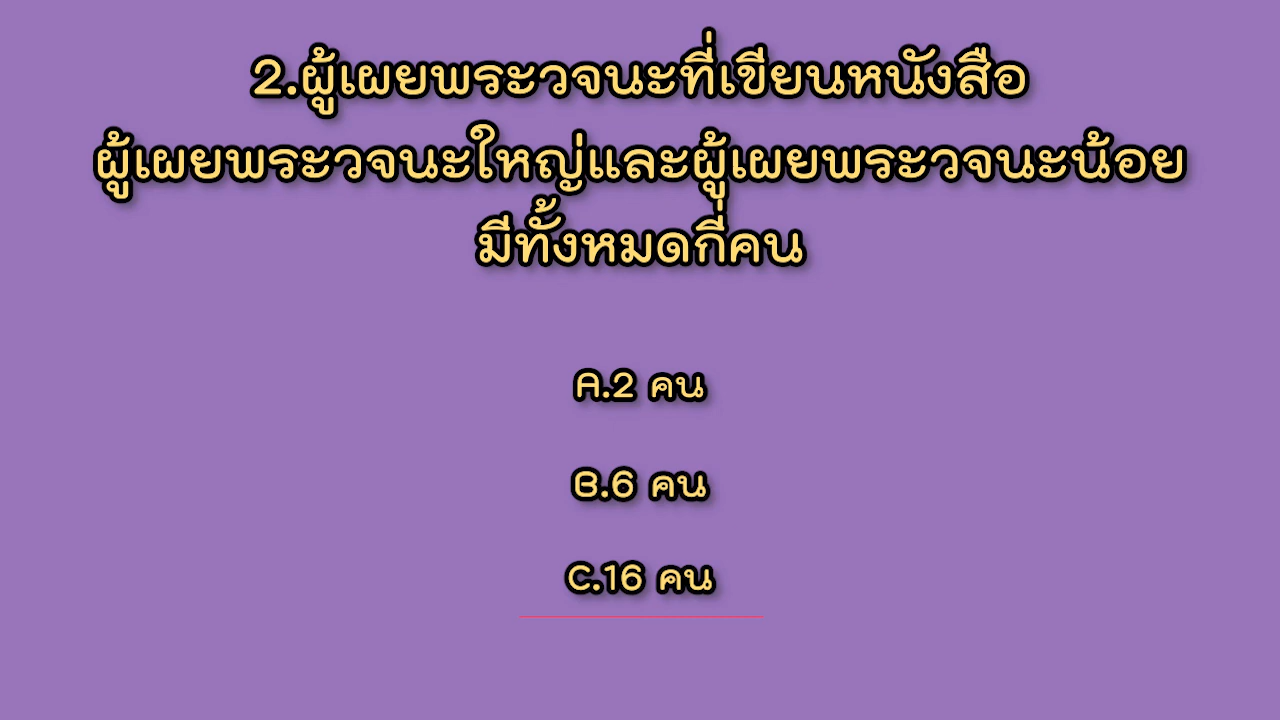 2.ผู้เผยพระวจนะที่เขียนหนังสือ
ผู้เผยพระวจนะใหญ่และผู้เผยพระวจนะน้อย
มีทั้งหมดกี่คน
A.2 คน
B.6 คน
C.16 คน